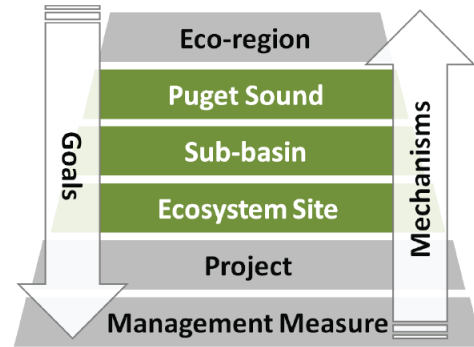 Eco-region
Puget Sound
Sub-basin
Ecosystem Site
Project
Management Measure
Goals
Mechanisms